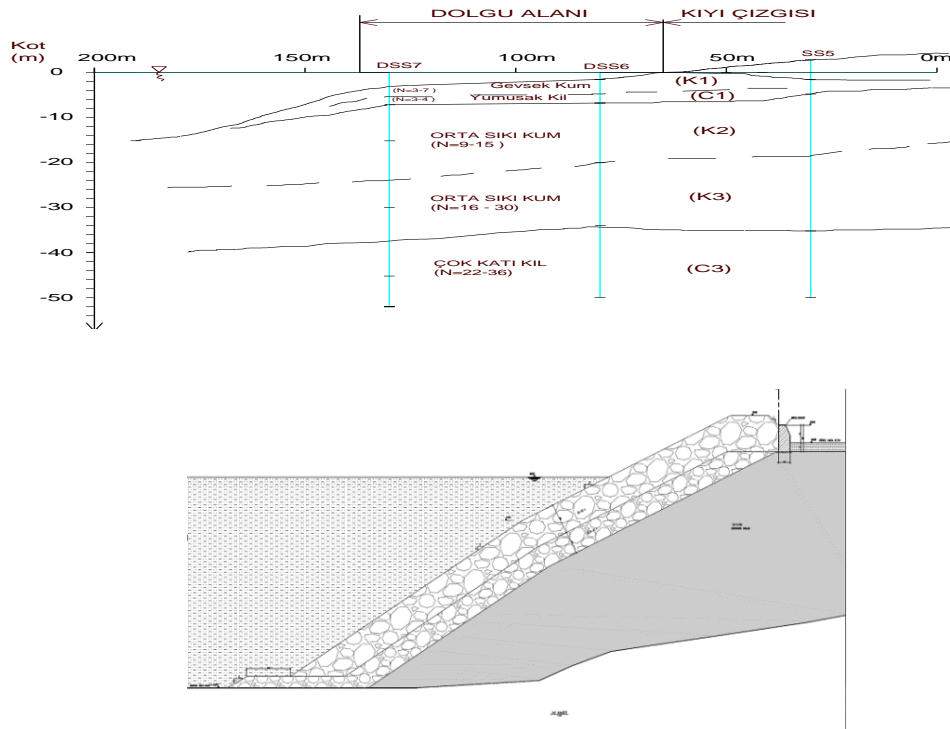 DOLGU ALANI
KIYI ÇIZGISI
Kot
(m)
200m
150m
100m
50m
0m
DSS7
DSS6
SS5
0
-10
-20
-30
-40
-50
Gevsek Kum
(N=3-7 )
(K1)
Yumusak Kil
(N=3-4)
(C1)
ORTA SIKI KUM
(N=9-15 )
(K2)
ORTA SIKI KUM
(N=16 - 30)
(K3)
ÇOK KATI KIL
(N=22-36)
(C3)